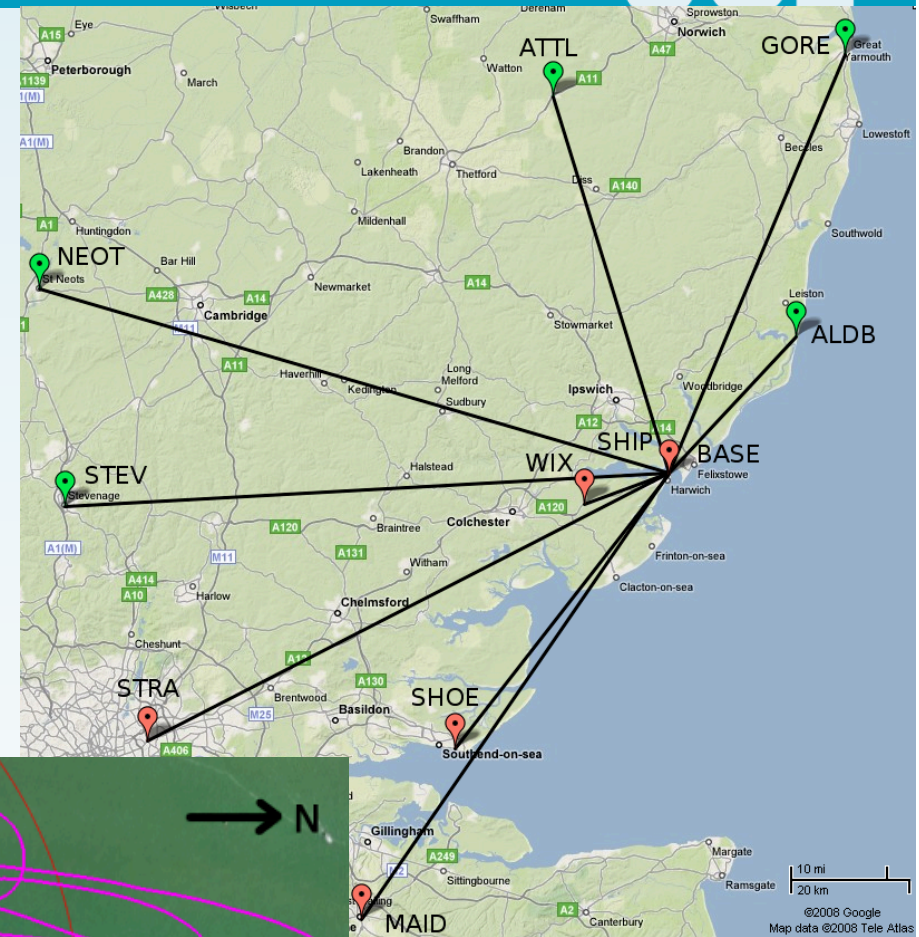 Wisbech
Swaffham
Dereham
Sprowston
Norwich
Eye
A15
A47
ATTL
GORE
Great
Yarmouth
Peterborough
Watton
A11
A1139
A1(M)
March
Lowestoft
A1(M)
Brandon
Beccles
Lakenheath
Thetford
Diss
A140
Mildenhall
A1
Huntingdon
Southwold
NEOT
Bar Hill
St Neots
A14
Newmarket
A428
A14
Leiston
Cambridge
Stowmarket
M11
ALDB
A11
Long
Melford
Haverhill
Kedington
Ipswich
Woodbridge
Sudbury
A12
A14
SHIP
BASE
WIX
STEV
Halstead
Felixstowe
Stevenage
Harwich
A120
Colchester
A120
Braintree
A1(M)
A131
Frinton-on-sea
M11
Witham
A414
Clacton-on-sea
A10
Harlow
Chelmsford
Cheshunt
A12
A130
STRA
Brentwood
SHOE
M25
Basildon
A406
Southend-on-sea
N
Gillingham
A249
Margate
M2
Sittingbourne
Ramsgate
10 mi
20 km
MAID
A2
Canterbury
©2008 Google
Map data ©2008 Tele Atlas